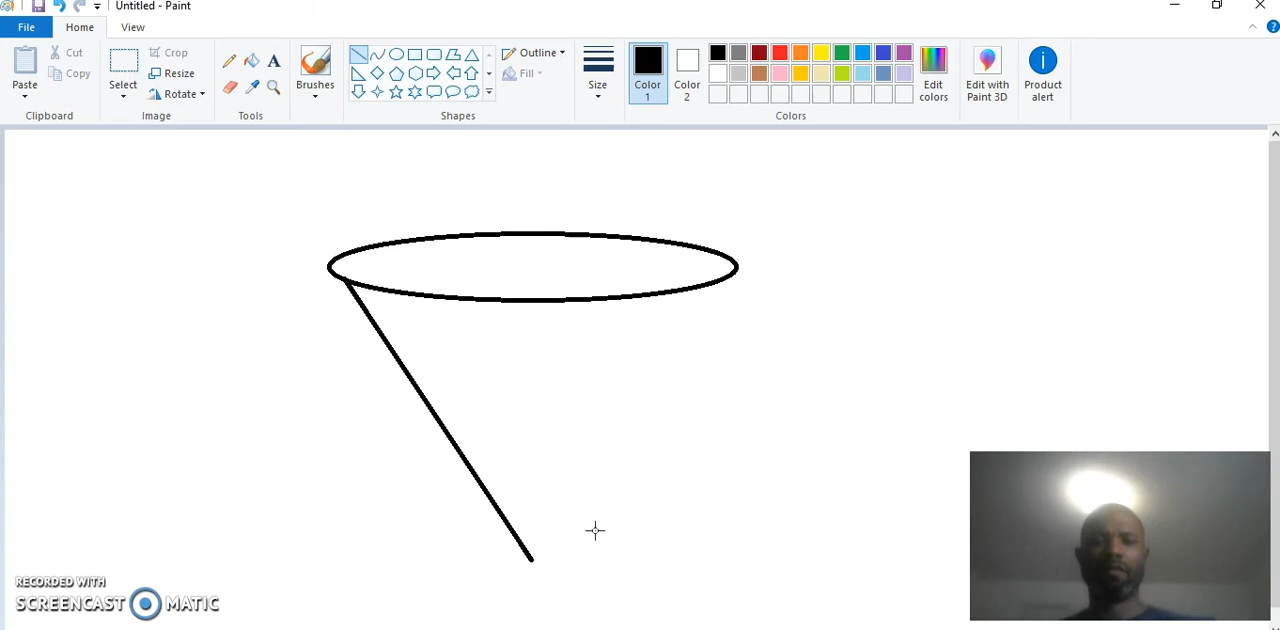 Untitled - Paint
File Home View
Paste
Cut
Copy
Clipboard
Select
Crop
Resize
Rotate
Image
A
Tools
Brushes
Outline
Fill
Shapes
Size
Color 1
Color 2
Edit colors
Colors
Edit with Paint 3D
Product alert
RECORDED WITH
SCREENCAST MATIC